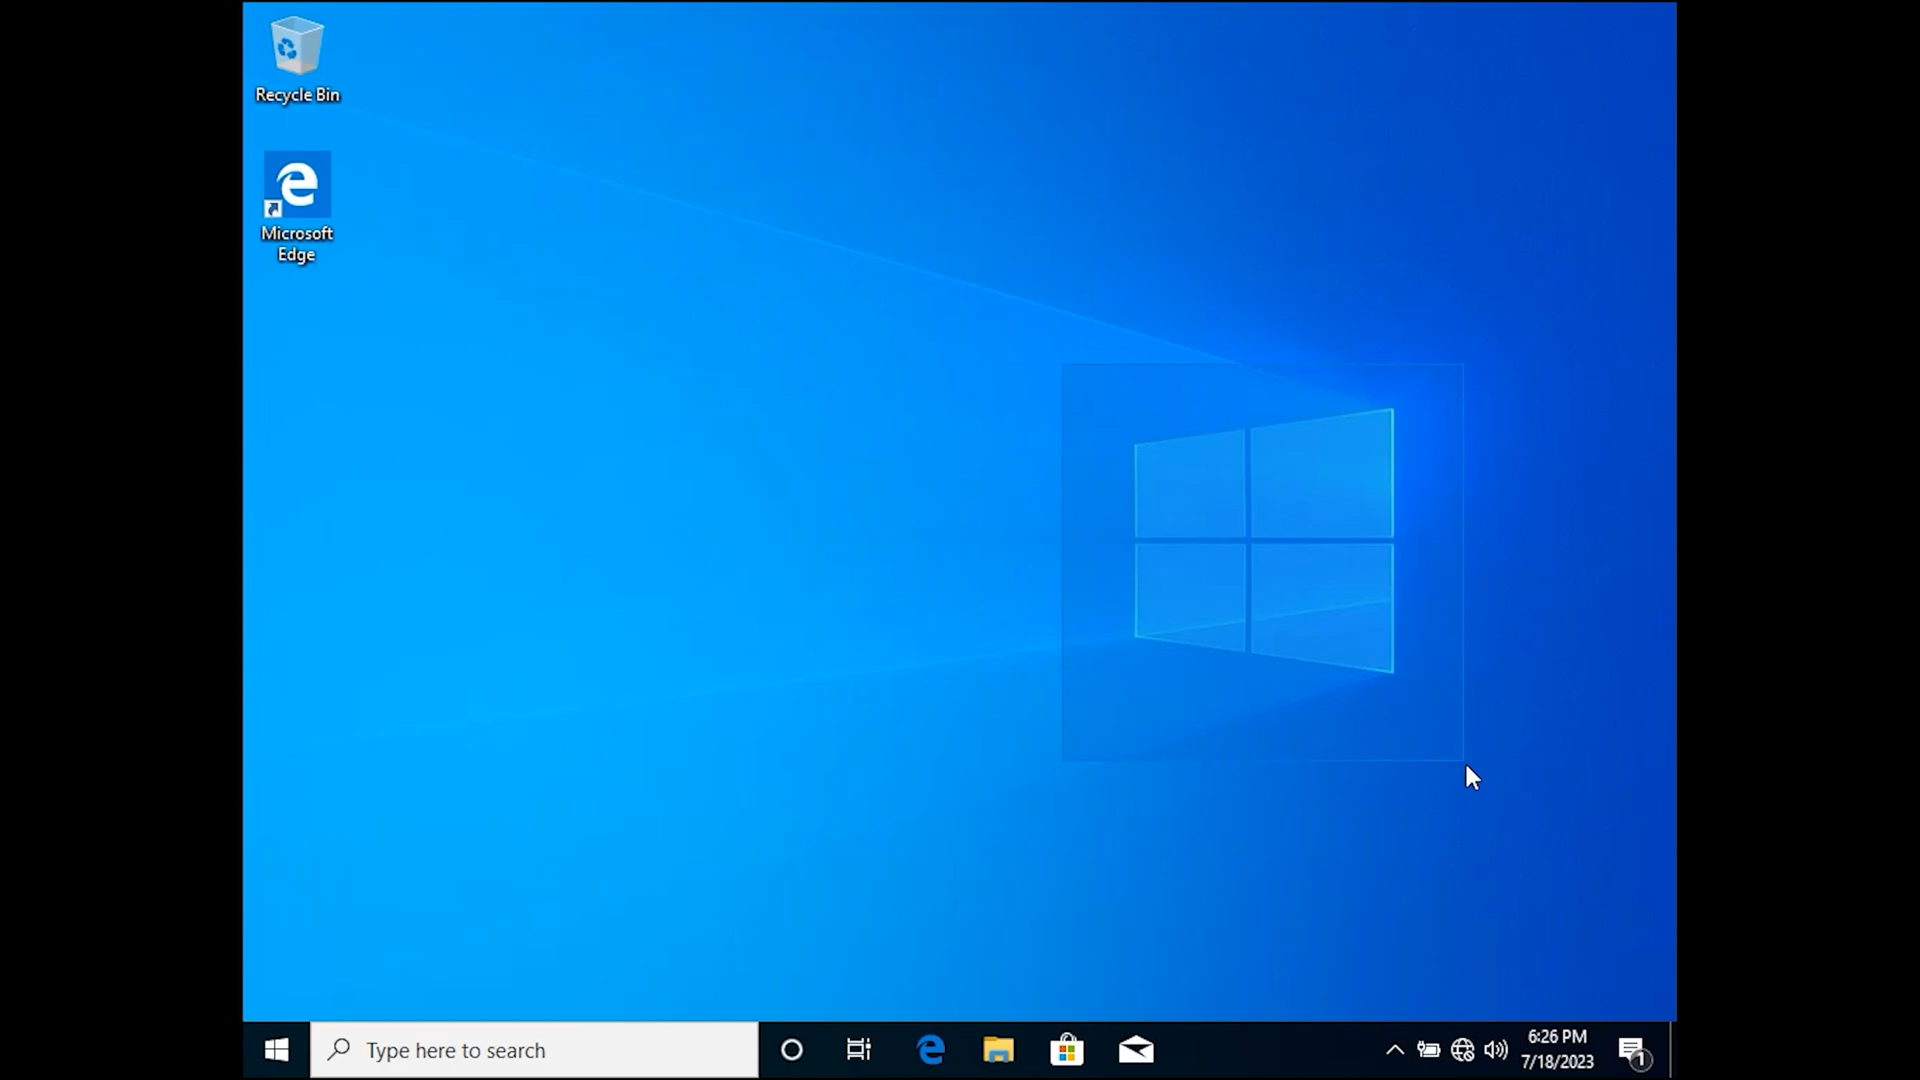 Recycle Bin
Microsoft
Edge
Type here to search
6:26 PM
7/18/2023
1